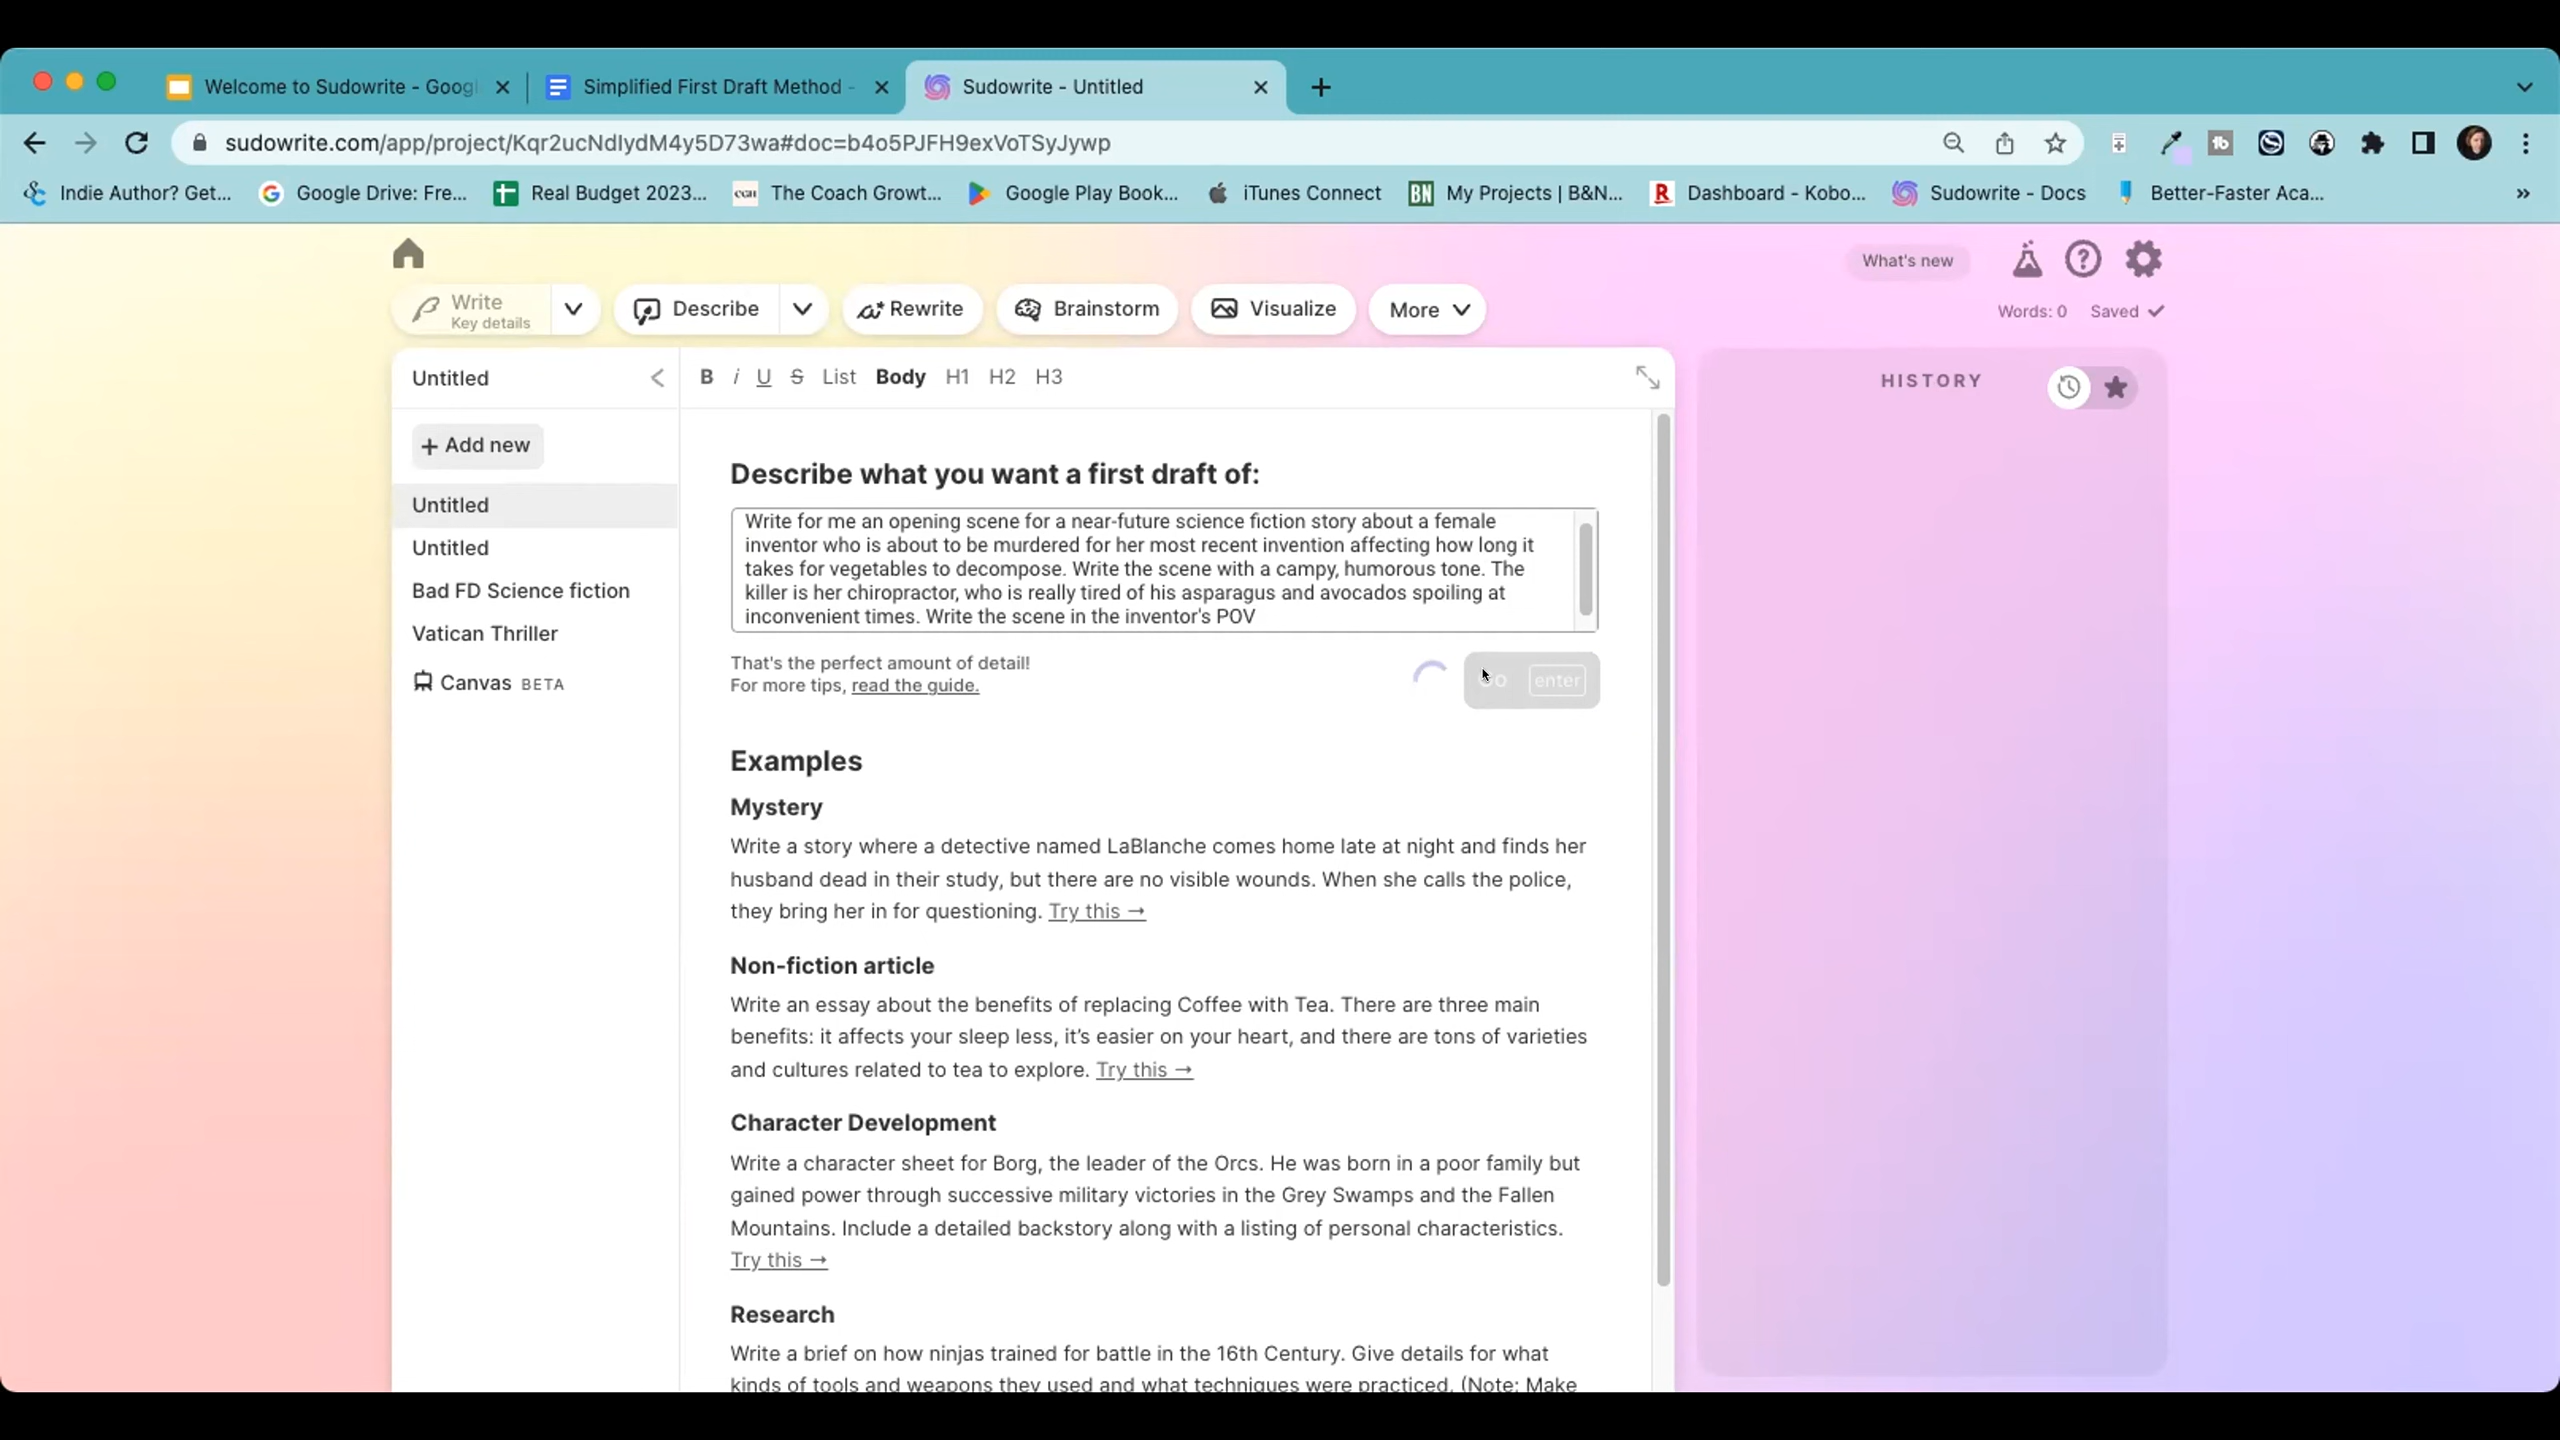 Welcome to Sudowrite - Googl
Simplified First Draft Method -
Sudowrite - Untitled
sudowrite.com/app/project/Kqr2ucNdIydM4y5D73wa#doc=b4o5PJFH9exVoTSyJywp
Indie Author? Get...
Google Drive: Fre...
Real Budget 2023...
The Coach Growt...
Google Play Book...
iTunes Connect
BN
My Projects | B&N...
R
Dashboard - Kobo...
Sudowrite - Docs
Better-Faster Aca...
»
What's new
Write
Key details
Describe
Rewrite
Brainstorm
Visualize
More
Words: 0
Saved
Untitled
B i U S List Body H1 H2 H3
HISTORY
+ Add new
Untitled
Untitled
Bad FD Science fiction
Vatican Thriller
Canvas BETA
Describe what you want a first draft of:
Write for me an opening scene for a near-future science fiction story about a female
inventor who is about to be murdered for her most recent invention affecting how long it
takes for vegetables to decompose. Write the scene with a campy, humorous tone. The
killer is her chiropractor, who is really tired of his asparagus and avocados spoiling at
inconvenient times. Write the scene in the inventor's POV
That's the perfect amount of detail!
For more tips, read the guide.
enter
Examples
Mystery
Write a story where a detective named LaBlanche comes home late at night and finds her
husband dead in their study, but there are no visible wounds. When she calls the police,
they bring her in for questioning. Try this →
Non-fiction article
Write an essay about the benefits of replacing Coffee with Tea. There are three main
benefits: it affects your sleep less, it's easier on your heart, and there are tons of varieties
and cultures related to tea to explore. Try this →
Character Development
Write a character sheet for Borg, the leader of the Orcs. He was born in a poor family but
gained power through successive military victories in the Grey Swamps and the Fallen
Mountains. Include a detailed backstory along with a listing of personal characteristics.
Try this →
Research
Write a brief on how ninjas trained for battle in the 16th Century. Give details for what
kinds of tools and weapons they used and what techniques were practiced. (Note: Make